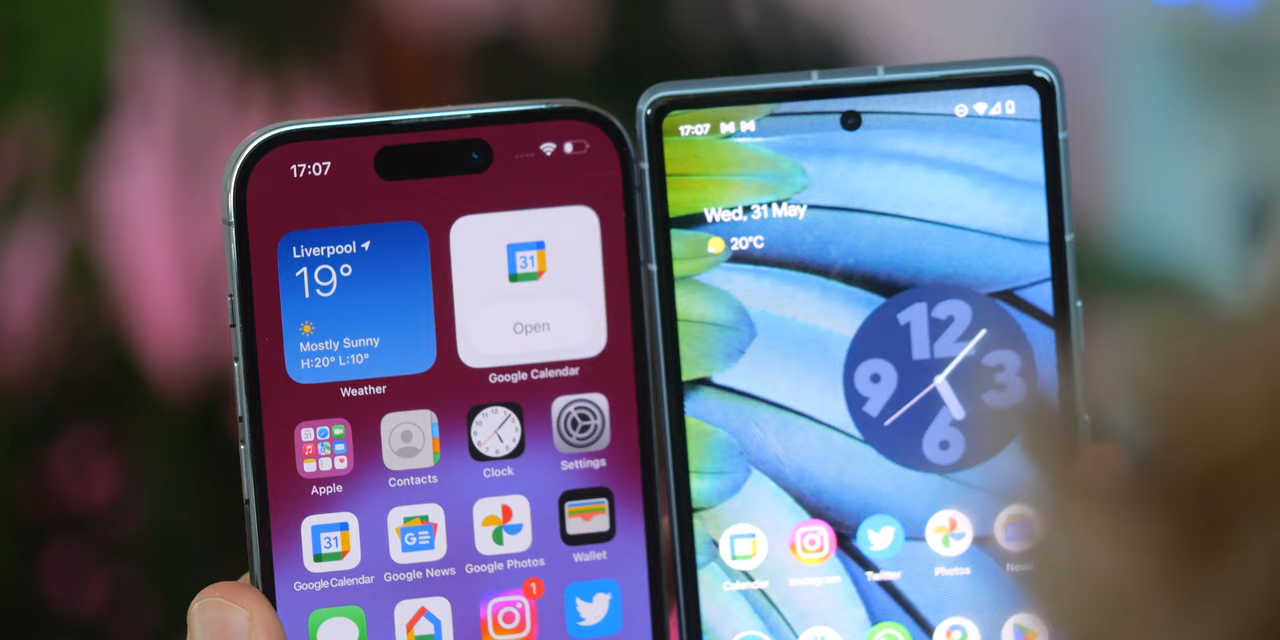 17:07
Liverpool
19°
Mostly Sunny
H:20° L:10°
Weather
31
Open
Google Calendar
Apple
Contacts
Clock
Settings
31
Google Calendar
Google News
Google Photos
Wallet
1
17:07
Wed, 31 May
20°C
12
9
3
6
Calendar
Instagram
Twitter
Photos
News